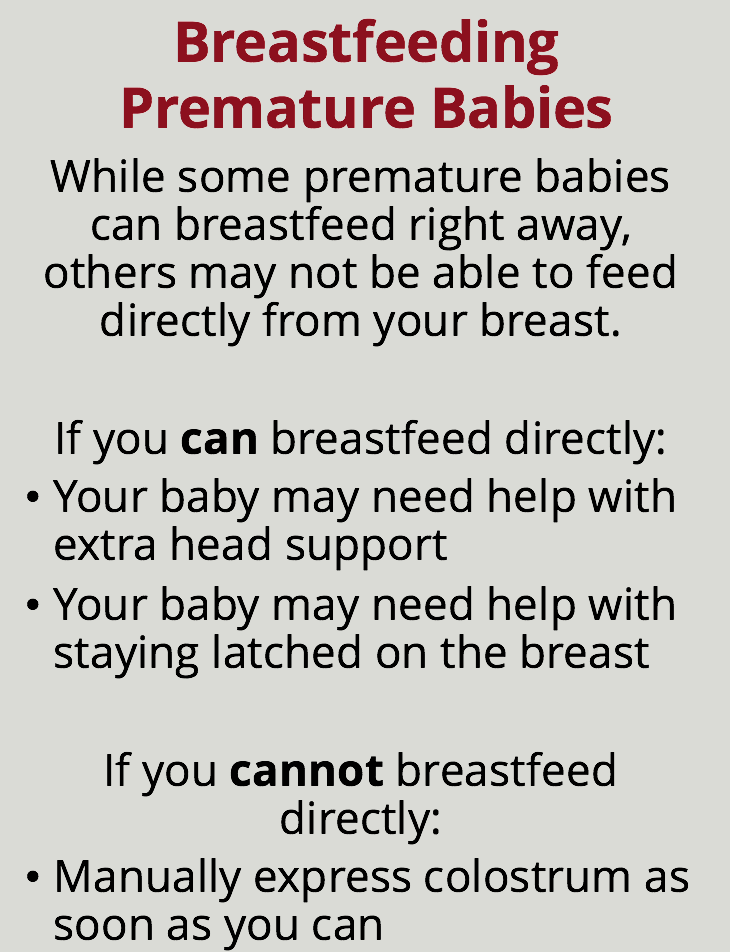 Breastfeeding
Premature Babies
While some premature babies
can breastfeed right away,
others may not be able to feed
directly from your breast.
If you can breastfeed directly:
• Your baby may need help with
extra head support
• Your baby may need help with
staying latched on the breast
If you cannot breastfeed
directly:
• Manually express colostrum as
soon as you can